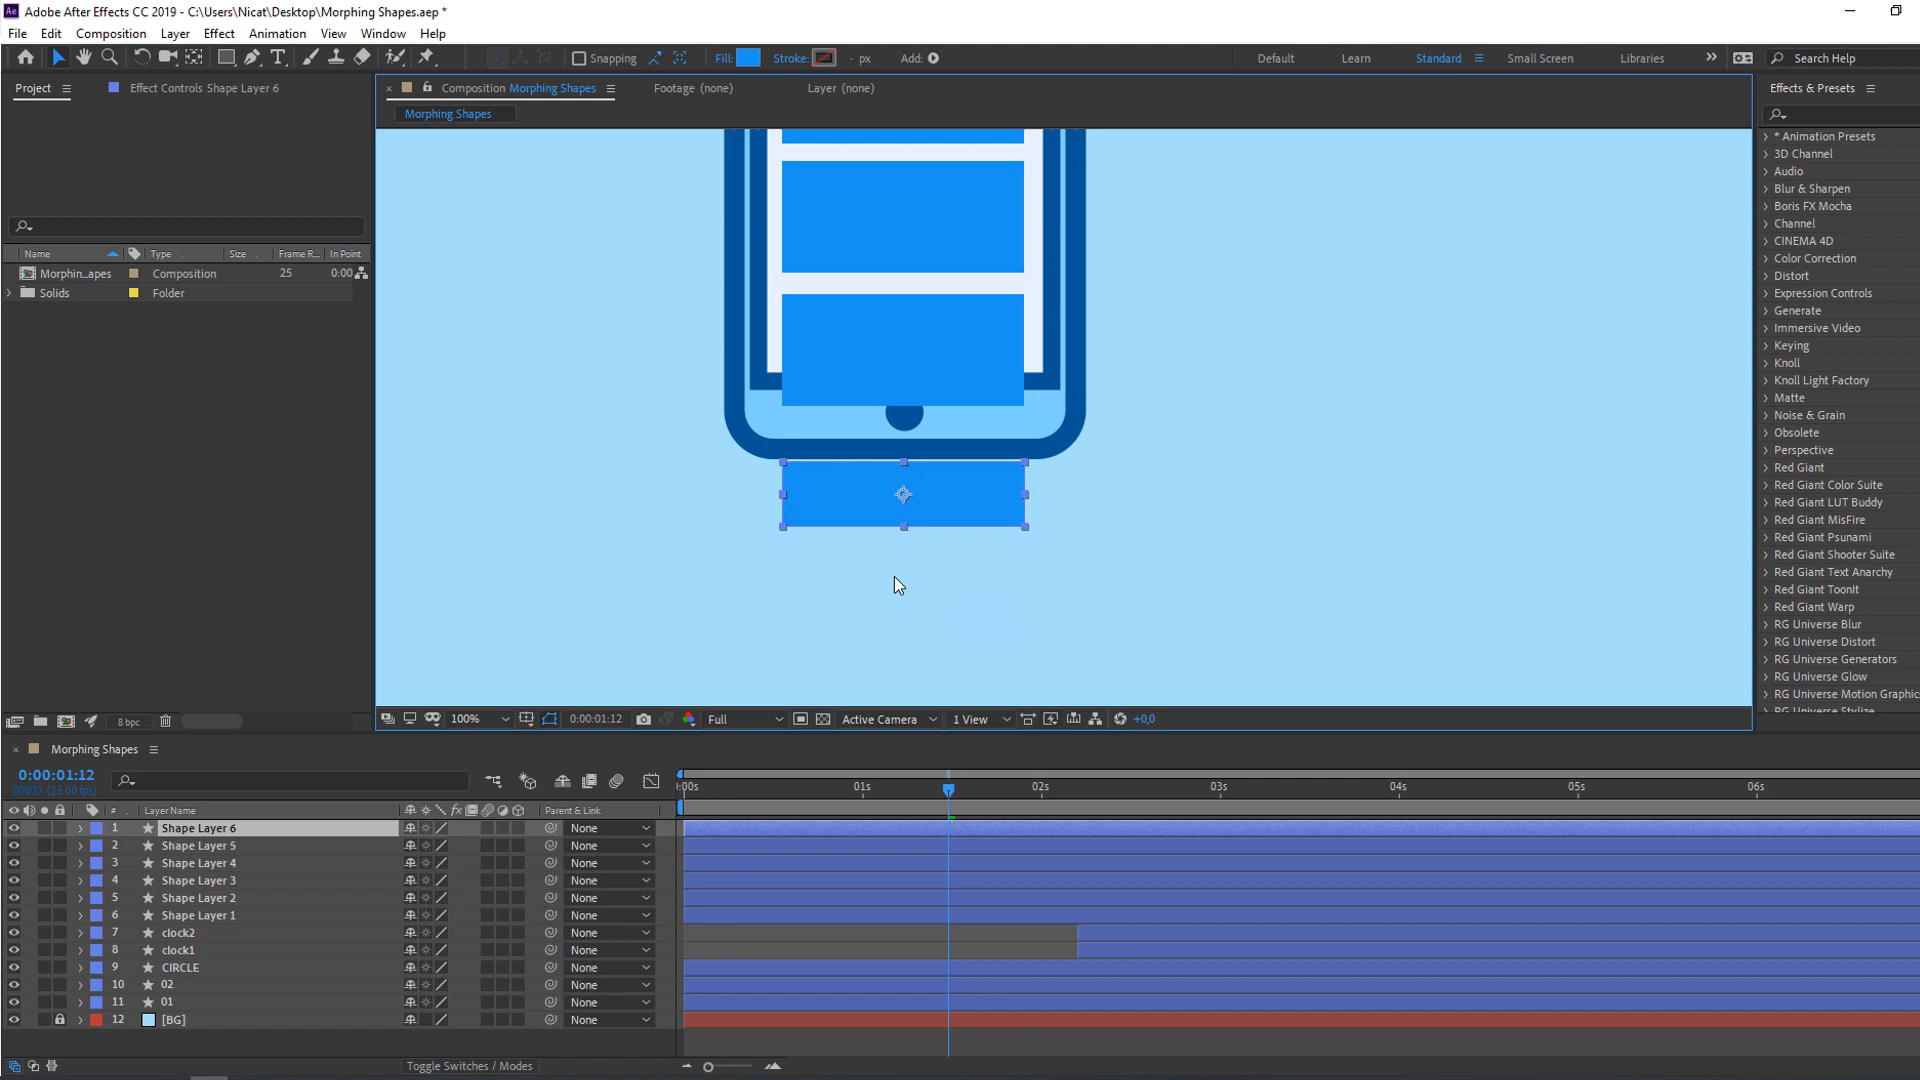 Adobe After Effects CC 2019 - C:\Users\Nicat\Desktop\Morphing Shapes.aep *
File Edit Composition Layer Effect Animation View Window Help
Snapping Fill: Stroke: - px Add: Default Learn Standard Small Screen Libraries Search Help
Project Effect Controls Shape Layer 6 Composition Morphing Shapes Footage (none) Layer (none) Effects & Presets
Morphing Shapes
Name Type Size Frame R... In Point
Morphin...apes Composition 25 0:00
Solids Folder
* Animation Presets
3D Channel
Audio
Blur & Sharpen
Boris FX Mocha
Channel
CINEMA 4D
Color Correction
Distort
Expression Controls
Generate
Immersive Video
Keying
Knoll
Knoll Light Factory
Matte
Noise & Grain
Obsolete
Perspective
Red Giant
Red Giant Color Suite
Red Giant LUT Buddy
Red Giant MisFire
Red Giant Psunami
Red Giant Shooter Suite
Red Giant Text Anarchy
Red Giant ToonIt
Red Giant Warp
RG Universe Blur
RG Universe Distort
RG Universe Generators
RG Universe Glow
RG Universe Motion Graphics
RG Universe Stylize
8 bpc 100% 0:00:01:12 Full Active Camera 1 View +0,0
Morphing Shapes
0:00:01:12
00037 (25.00 fps)
:00s 01s 02s 03s 04s 05s 06s
# Layer Name Parent & Link
1 Shape Layer 6 None
2 Shape Layer 5 None
3 Shape Layer 4 None
4 Shape Layer 3 None
5 Shape Layer 2 None
6 Shape Layer 1 None
7 clock2 None
8 clock1 None
9 CIRCLE None
10 02 None
11 01 None
12 [BG] None
Toggle Switches / Modes